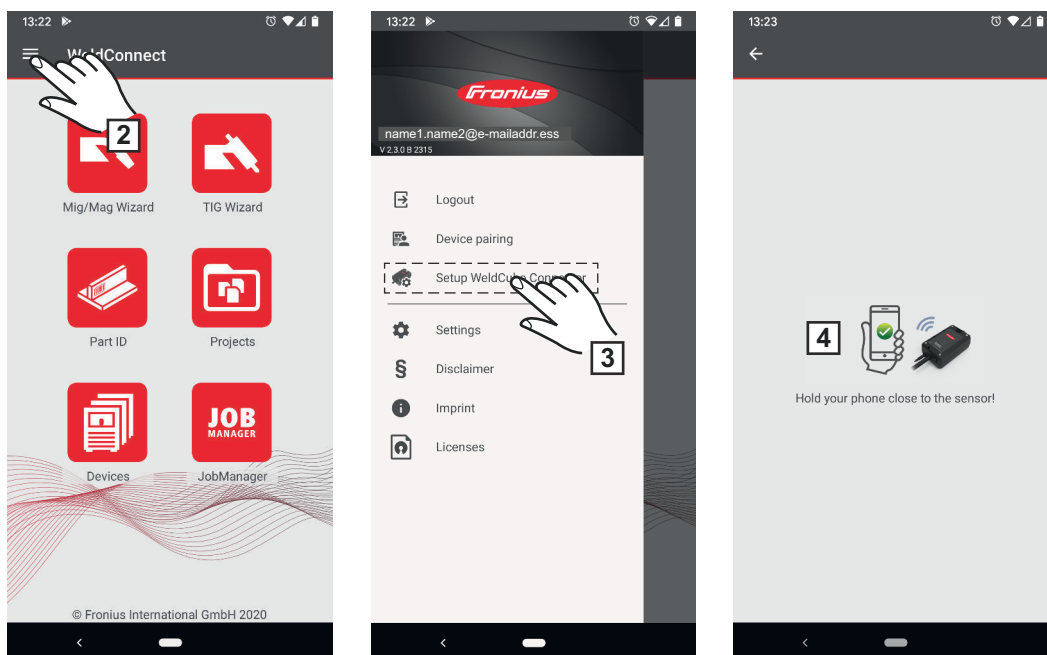 13:22
WeldConnect
2
Mig/Mag Wizard
TIG Wizard
Part ID
Projects
JOB
MANAGER
Devices
JobManager
© Fronius International GmbH 2020
13:22
Fronius
name1.name2@e-mailaddr.ess
V 2.3.0 B 2315
Logout
Device pairing
Setup WeldCube Connector
3
Settings
§ Disclaimer
Imprint
Licenses
13:23
4
Hold your phone close to the sensor!